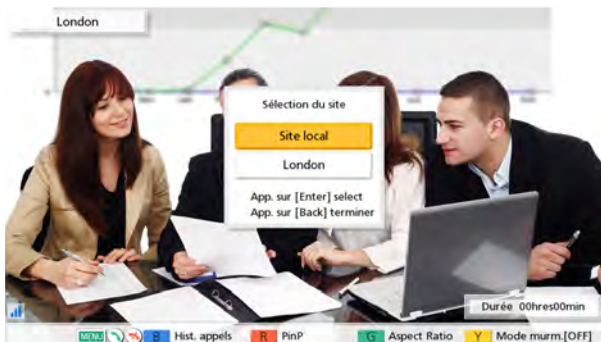 London
Sélection du site
Site local
London
App. sur [Enter] select
App. sur [Back] terminer
Durée 00hres00min
MENU B Hist. appels R PinP G Aspect Ratio Y Mode murm.[OFF]